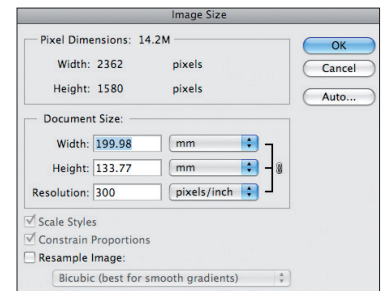 Image Size
Pixel Dimensions: 14.2M
Width: 2362 pixels
Height: 1580 pixels
OK
Cancel
Auto...
Document Size:
Width: 199.98 mm
Height: 133.77 mm
Resolution: 300 pixels/inch
Scale Styles
Constrain Proportions
Resample Image:
Bicubic (best for smooth gradients)